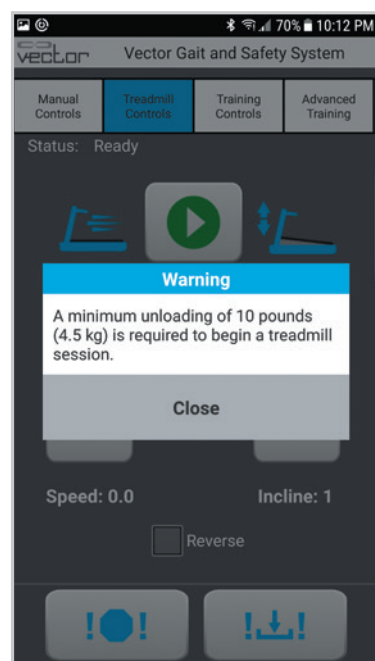 70% 10:12 PM
vector Vector Gait and Safety System
Manual Controls
Treadmill Controls
Training Controls
Advanced Training
Status: Ready
Warning
A minimum unloading of 10 pounds
(4.5 kg) is required to begin a treadmill
session.
Close
Speed: 0.0 Incline: 1
Reverse
! !
! !